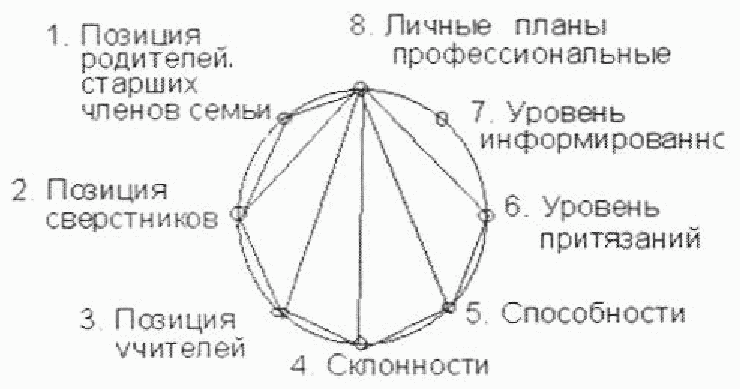 1. Позиция
родителей.
старших
членов семьи
8. Личные планы
профессиональные
7. Уровень
информированнс
2. Позиция
сверстников
6. Уровень
притязаний
3. Позиция
учителей
5. Способности
4. Склонности